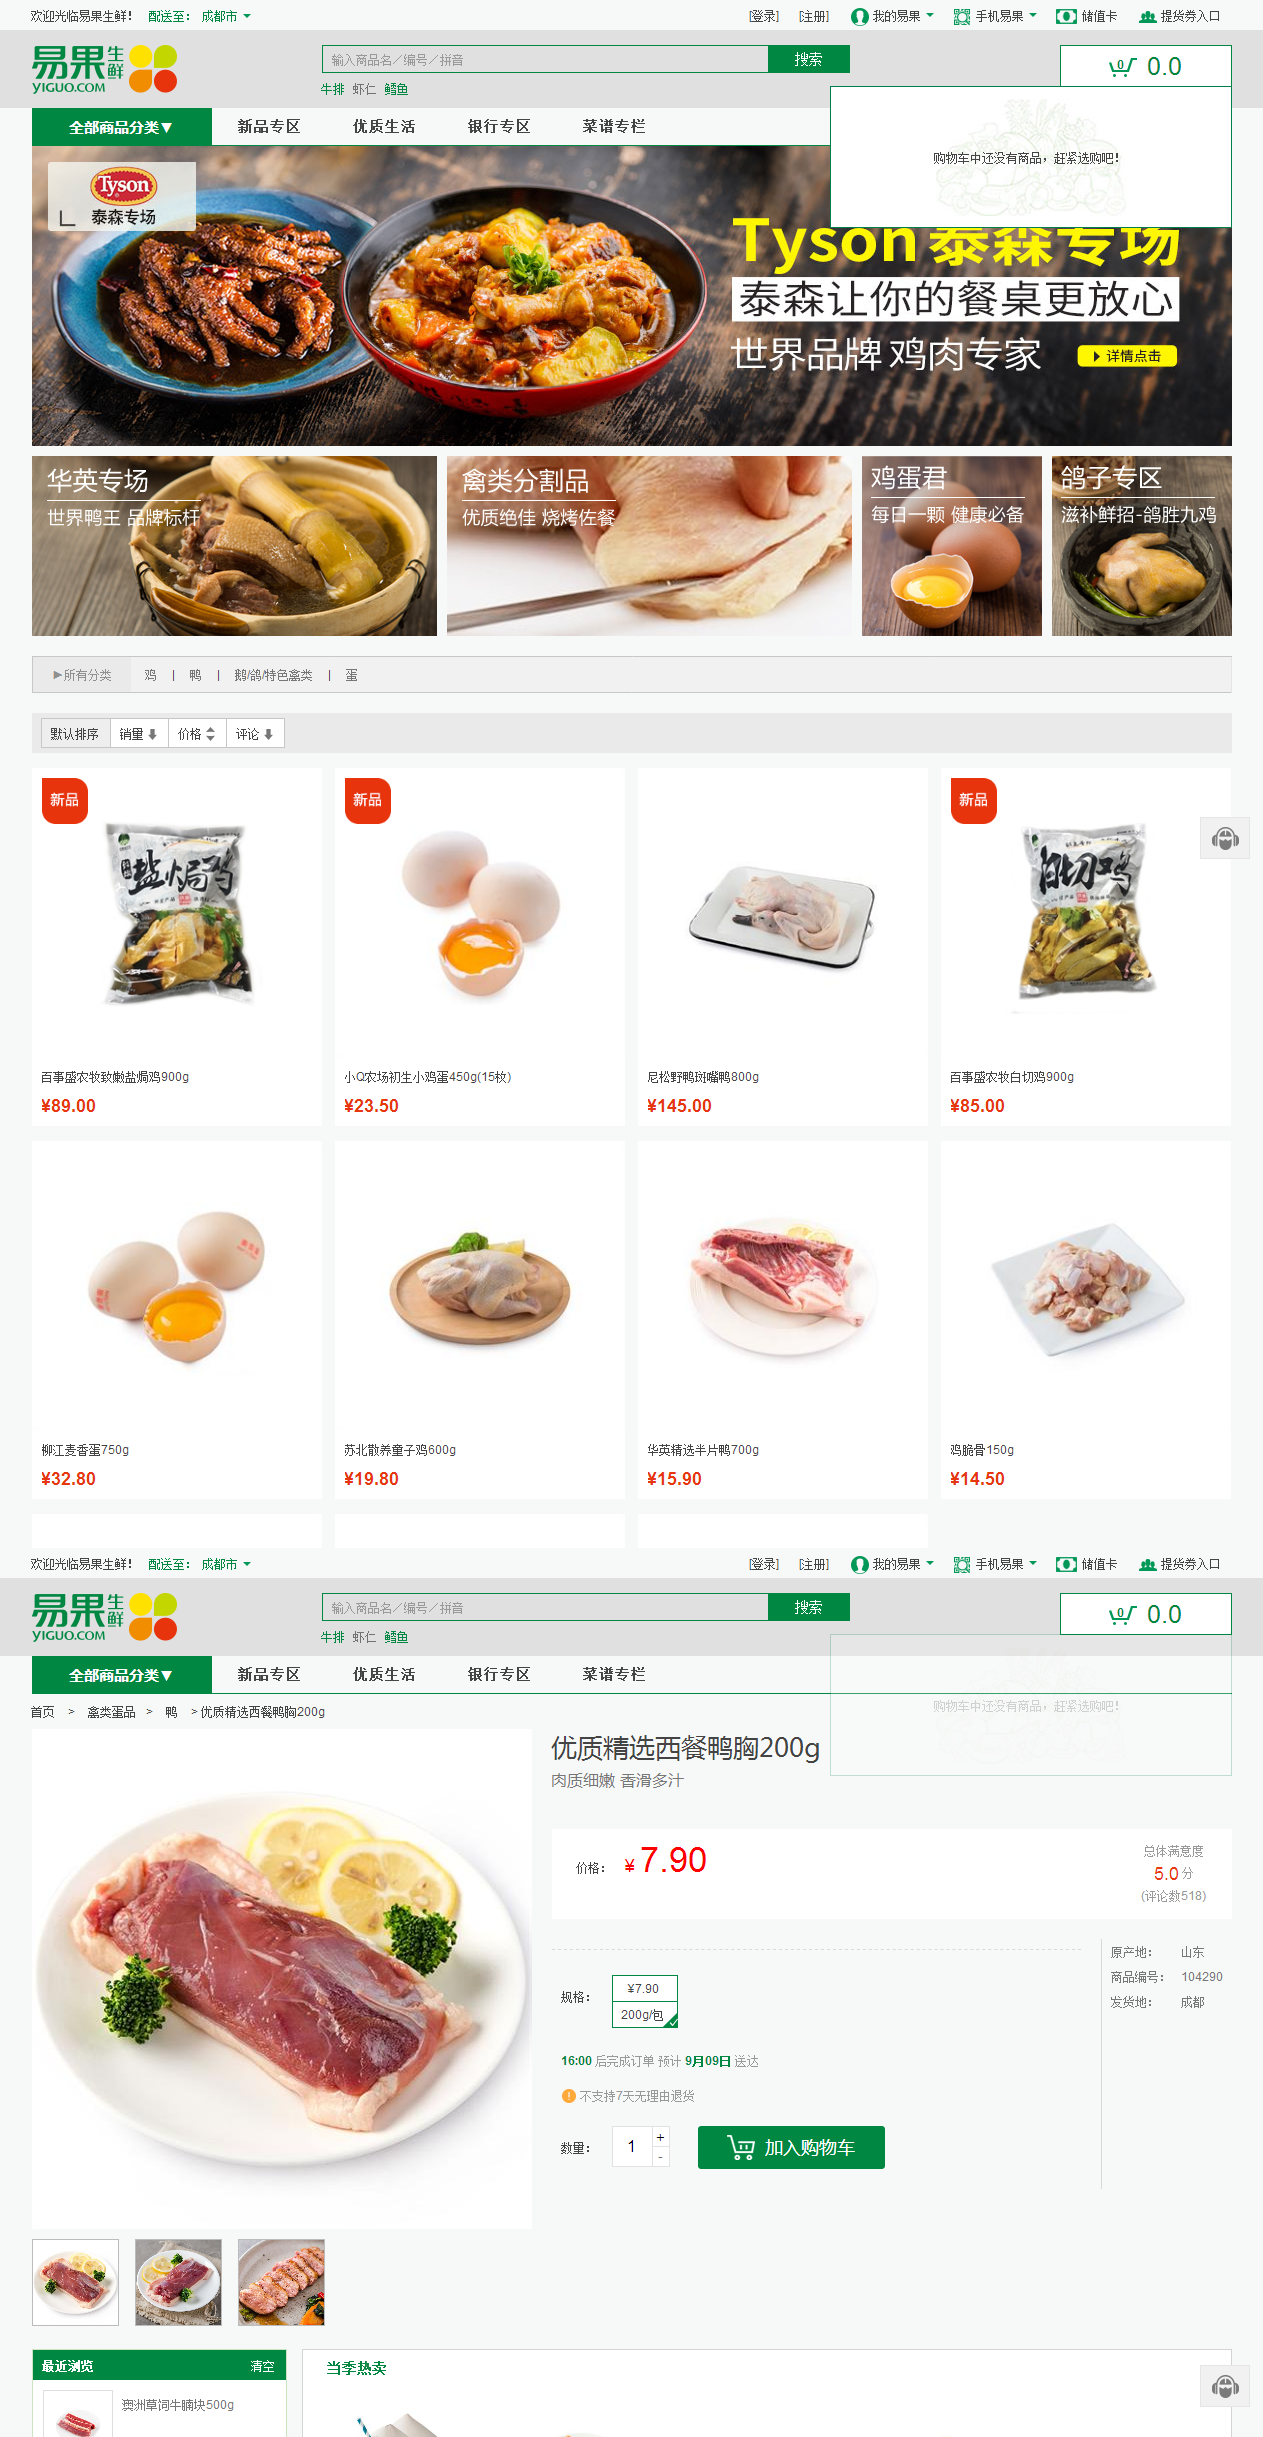 欢迎光临易果生鲜！ 配送至： 成都市
[登录] [注册] 我的易果 手机易果 储值卡 提货券入口
易果生鲜
YIGUO.COM
输入商品名／编号／拼音 搜索
0 0.0
牛排 虾仁 鳕鱼
全部商品分类▼ 新品专区 优质生活 银行专区 菜谱专栏
购物车中还没有商品，赶紧选购吧！
Tyson
泰森专场
Tyson泰森专场
泰森让你的餐桌更放心
世界品牌 鸡肉专家
详情点击
华英专场
世界鸭王 品牌标杆
禽类分割品
优质绝佳 烧烤佐餐
鸡蛋君
每日一颗 健康必备
鸽子专区
滋补鲜招-鸽胜九鸡
▶所有分类 鸡 | 鸭 | 鹅/鸽/特色禽类 | 蛋
默认排序 销量 价格 评论
新品 新品 新品
盐焗鸡
白切鸡
百事盛农牧致嫩盐焗鸡900g
¥89.00
小Q农场初生小鸡蛋450g(15枚)
¥23.50
尼松野鸭斑嘴鸭800g
¥145.00
百事盛农牧白切鸡900g
¥85.00
柳江麦香蛋750g
¥32.80
苏北散养童子鸡600g
¥19.80
华英精选半片鸭700g
¥15.90
鸡脆骨150g
¥14.50
欢迎光临易果生鲜！ 配送至： 成都市
[登录] [注册] 我的易果 手机易果 储值卡 提货券入口
易果生鲜
YIGUO.COM
输入商品名／编号／拼音 搜索
0 0.0
牛排 虾仁 鳕鱼
全部商品分类▼ 新品专区 优质生活 银行专区 菜谱专栏
购物车中还没有商品，赶紧选购吧！
首页 > 禽类蛋品 > 鸭 > 优质精选西餐鸭胸200g
优质精选西餐鸭胸200g
肉质细嫩 香滑多汁
价格： ¥ 7.90
总体满意度
5.0 分
(评论数518)
原产地： 山东
商品编号： 104290
发货地： 成都
规格： ¥7.90
200g/包
16:00 后完成订单 预计 9月09日 送达
不支持7天无理由退货
数量： 1 + -
加入购物车
最近浏览 清空
当季热卖
澳洲草饲牛腩块500g